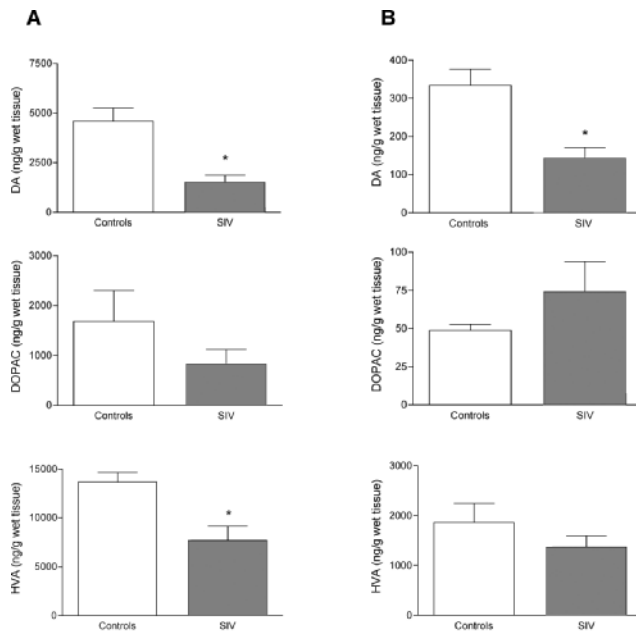 A
B
DA (ng/g wet tissue)
7500
5000
2500
0
*
Controls
SIV
DA (ng/g wet tissue)
400
300
200
100
0
*
Controls
SIV
DOPAC (ng/g wet tissue)
3000
2000
1000
0
Controls
SIV
DOPAC (ng/g wet tissue)
100
75
50
25
0
Controls
SIV
HVA (ng/g wet tissue)
15000
10000
5000
0
*
Controls
SIV
HVA (ng/g wet tissue)
3000
2000
1000
0
Controls
SIV